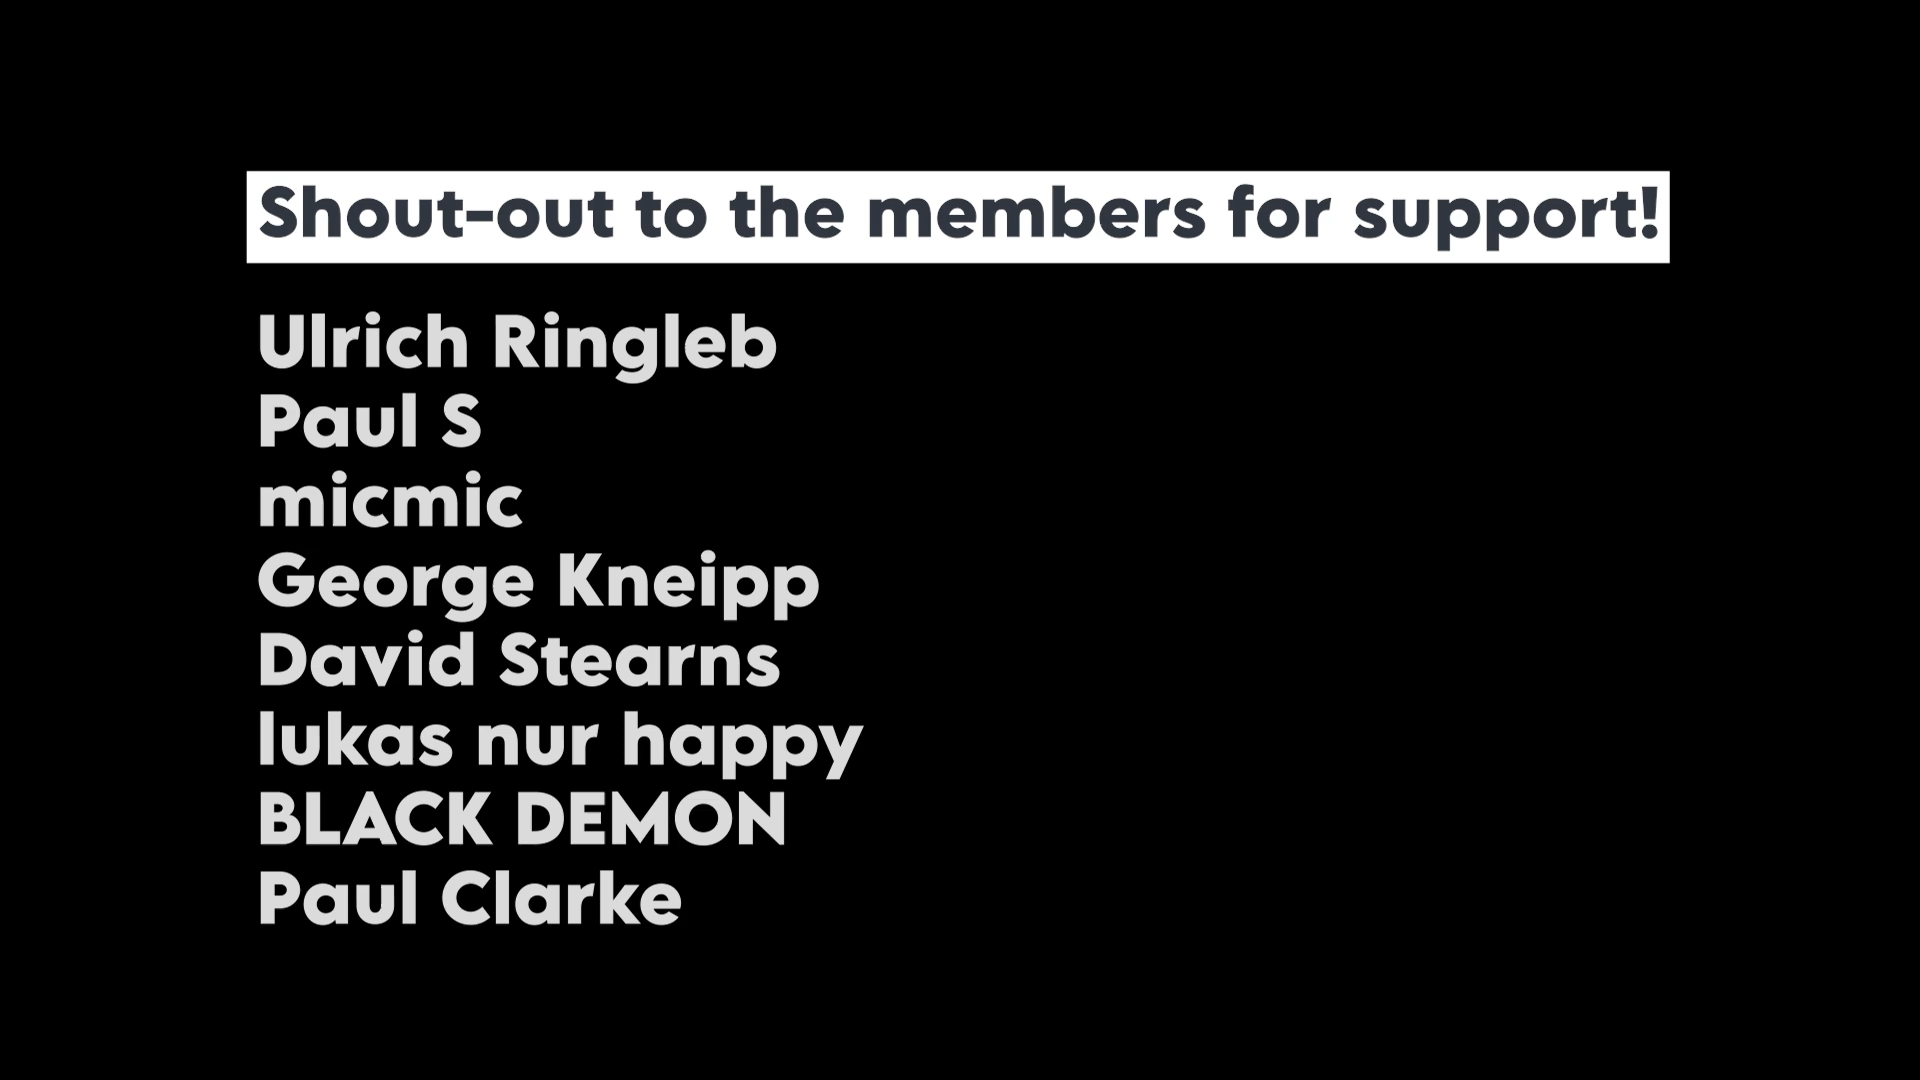 Shout-out to the members for support!
Ulrich Ringleb
Paul S
micmic
George Kneipp
David Stearns
lukas nur happy
BLACK DEMON
Paul Clarke